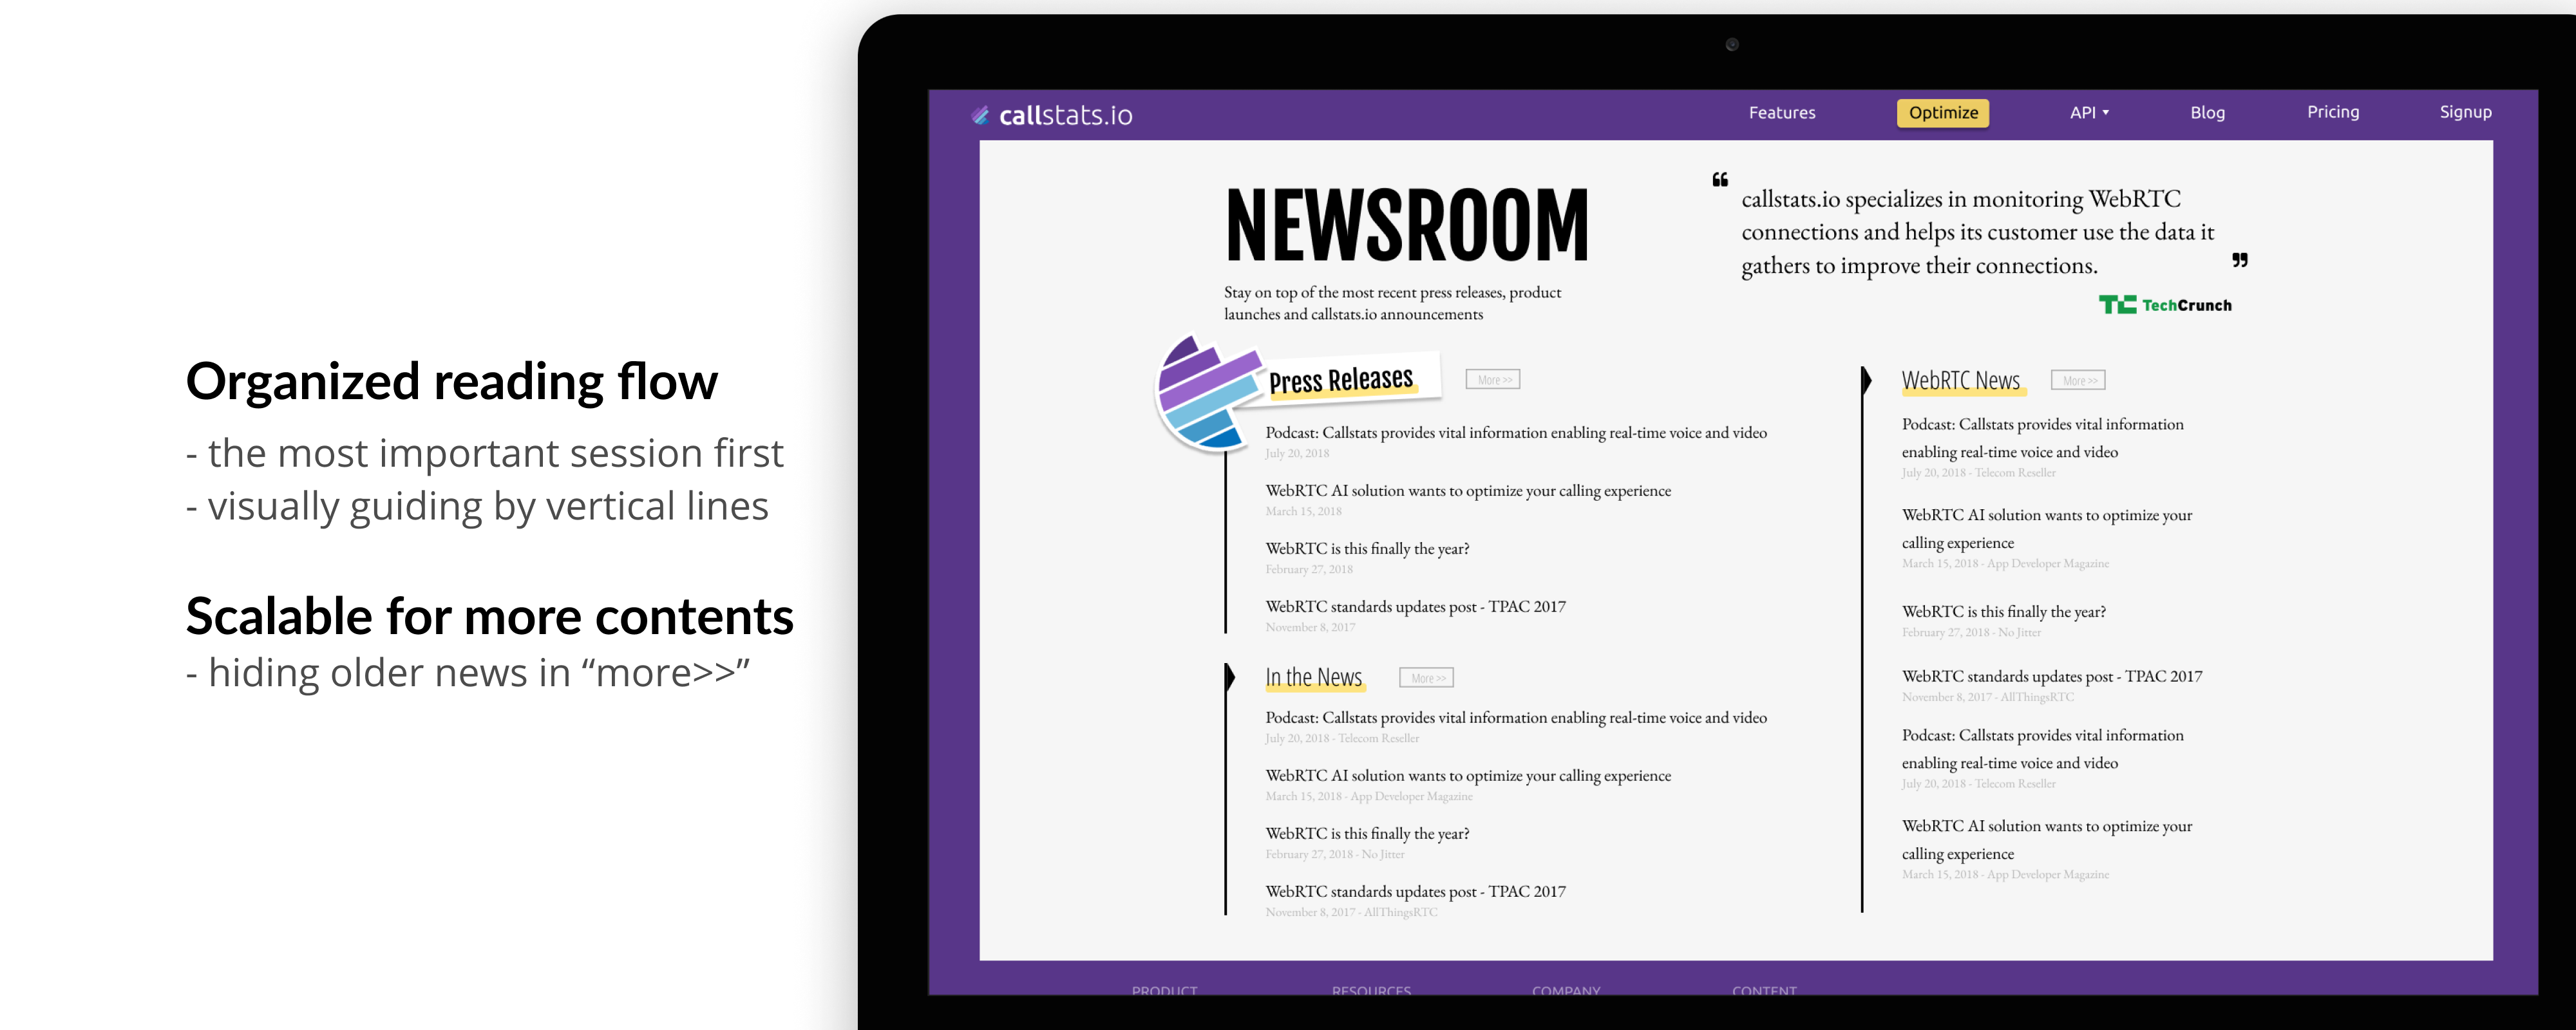 Organized reading flow
- the most important session first
- visually guiding by vertical lines
Scalable for more contents
- hiding older news in “more>>”
callstats.io
Features
Optimize
API
Blog
Pricing
Signup
NEWSROOM
Stay on top of the most recent press releases, product
launches and callstats.io announcements
“
callstats.io specializes in monitoring WebRTC
connections and helps its customer use the data it
gathers to improve their connections.
”
TC TechCrunch
Press Releases
More >>
Podcast: Callstats provides vital information enabling real-time voice and video
July 20, 2018
WebRTC AI solution wants to optimize your calling experience
March 15, 2018
WebRTC is this finally the year?
February 27, 2018
WebRTC standards updates post - TPAC 2017
November 8, 2017
In the News
More >>
Podcast: Callstats provides vital information enabling real-time voice and video
July 20, 2018 - Telecom Reseller
WebRTC AI solution wants to optimize your calling experience
March 15, 2018 - App Developer Magazine
WebRTC is this finally the year?
February 27, 2018 - No Jitter
WebRTC standards updates post - TPAC 2017
November 8, 2017 - AllThingsRTC
WebRTC News
More >>
Podcast: Callstats provides vital information
enabling real-time voice and video
July 20, 2018 - Telecom Reseller
WebRTC AI solution wants to optimize your
calling experience
March 15, 2018 - App Developer Magazine
WebRTC is this finally the year?
February 27, 2018 - No Jitter
WebRTC standards updates post - TPAC 2017
November 8, 2017 - AllThingsRTC
Podcast: Callstats provides vital information
enabling real-time voice and video
July 20, 2018 - Telecom Reseller
WebRTC AI solution wants to optimize your
calling experience
March 15, 2018 - App Developer Magazine
PRODUCT
RESOURCES
COMPANY
CONTENT